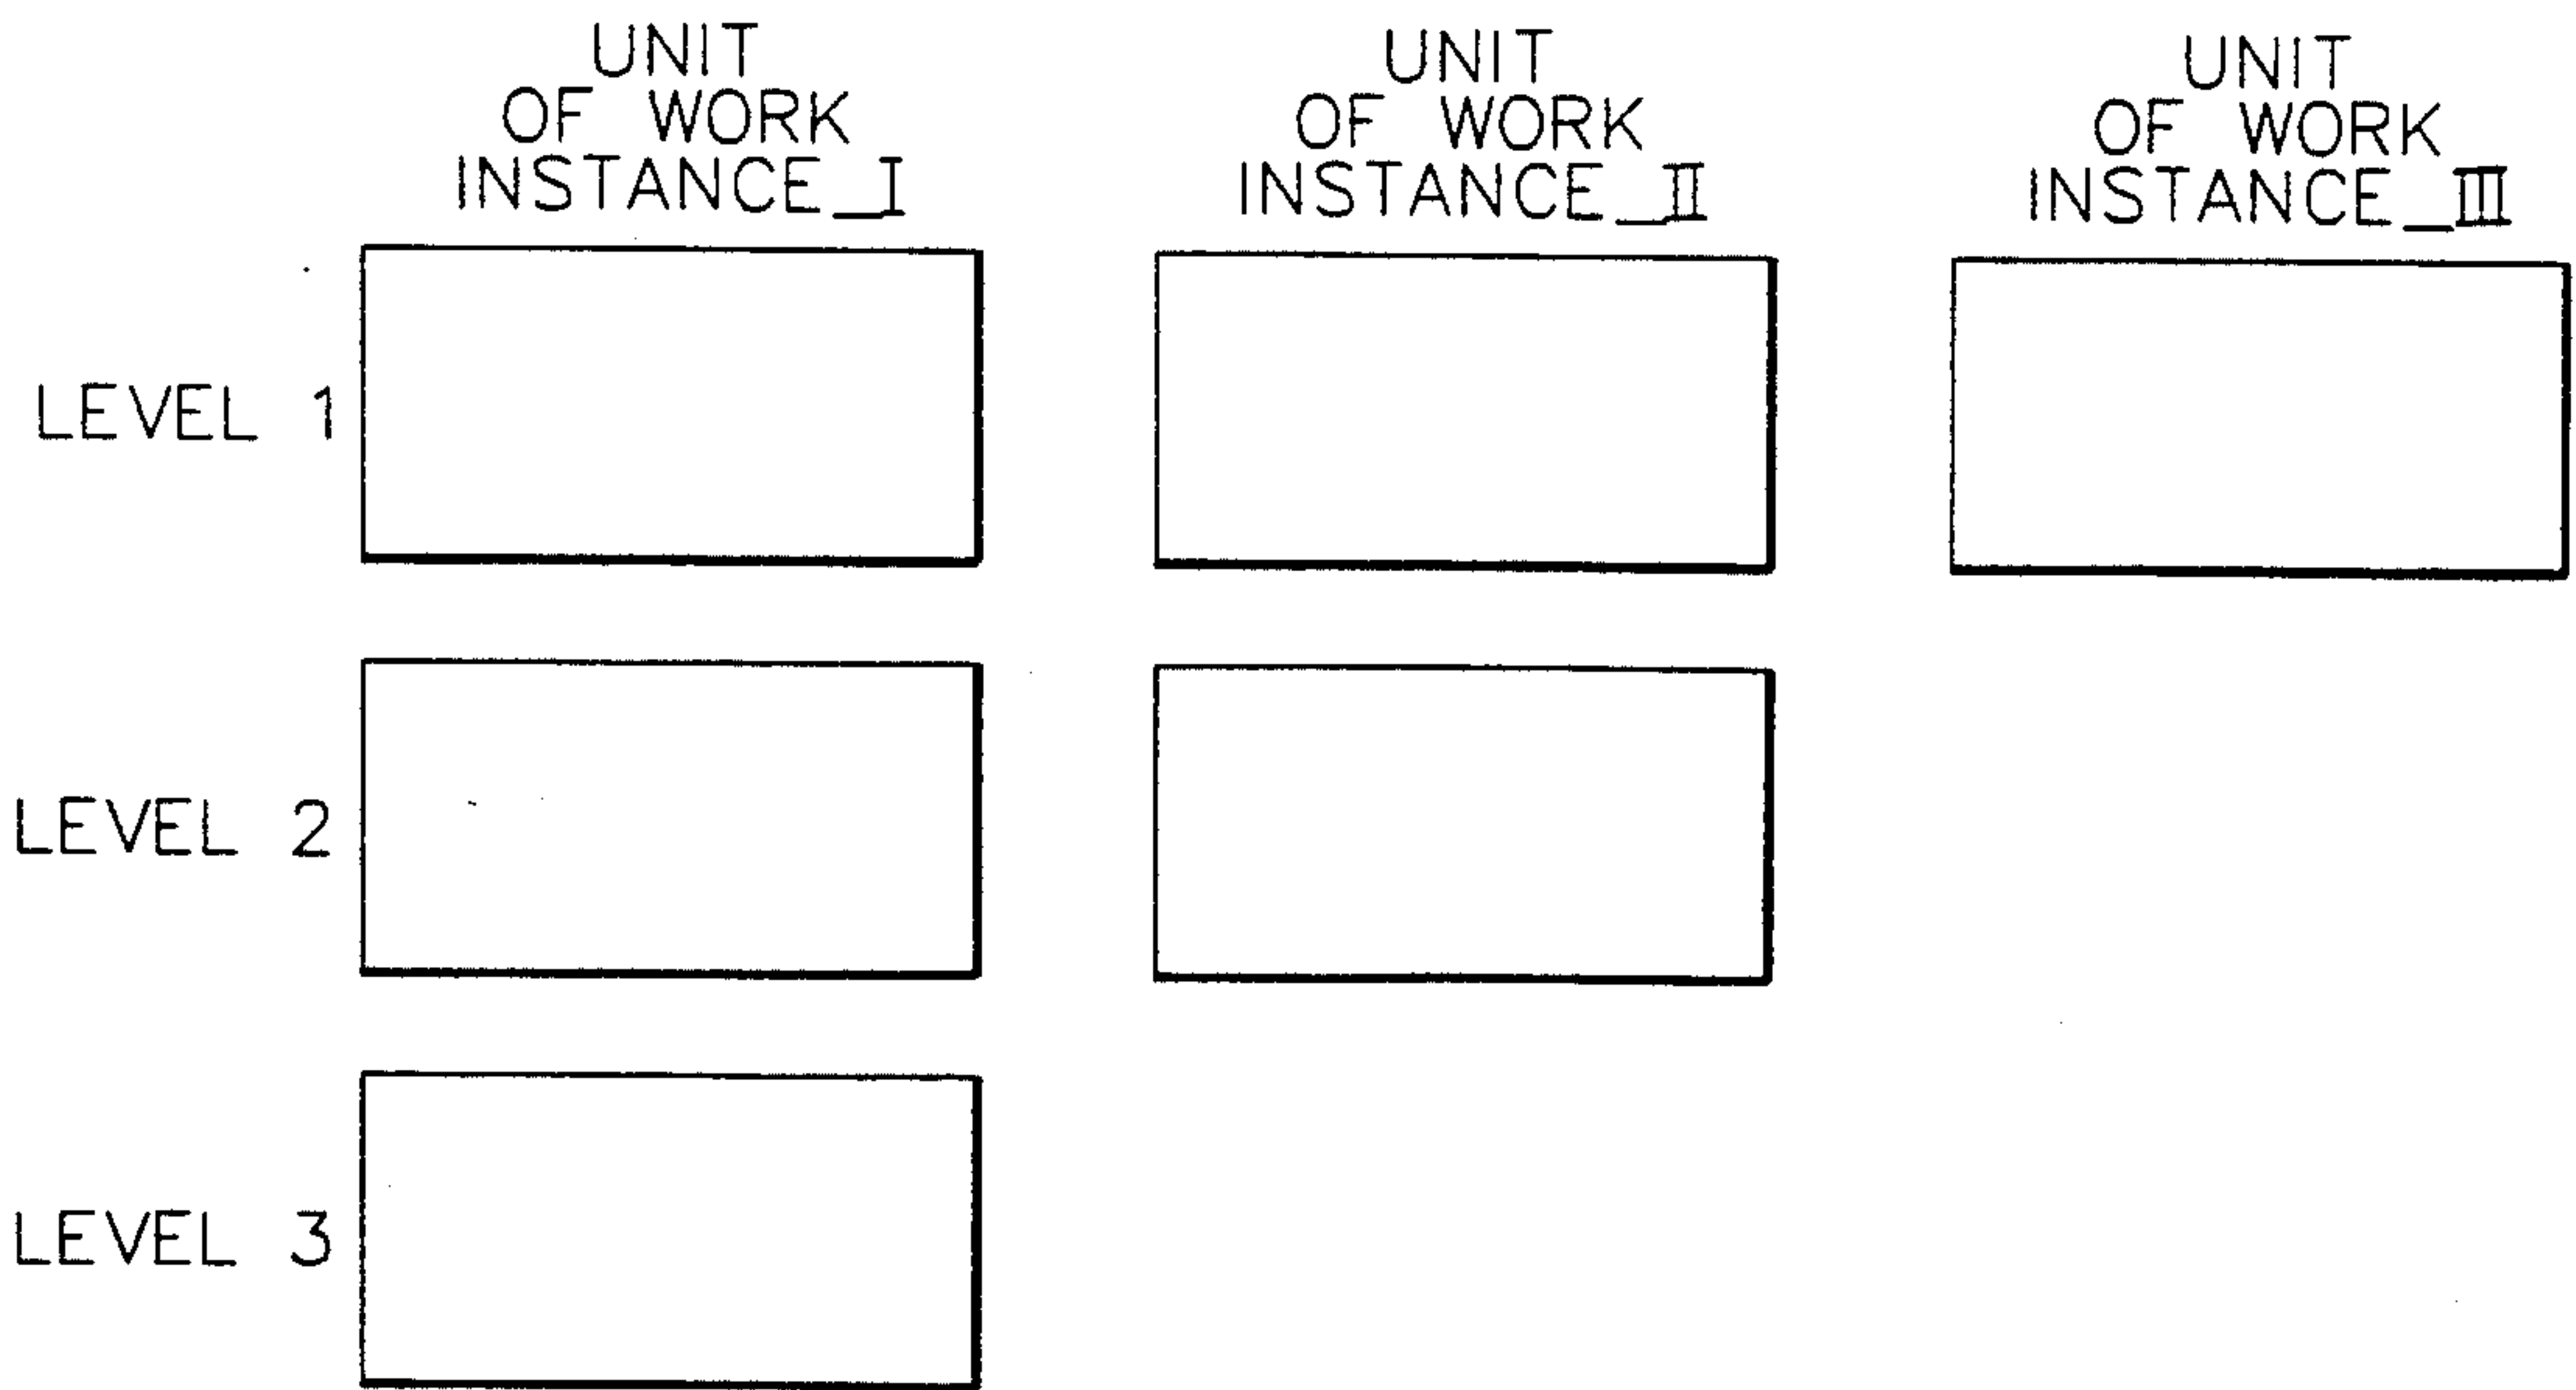 UNIT
OF WORK
INSTANCE_I
UNIT
OF WORK
INSTANCE_II
UNIT
OF WORK
INSTANCE_III
LEVEL 1
LEVEL 2
LEVEL 3